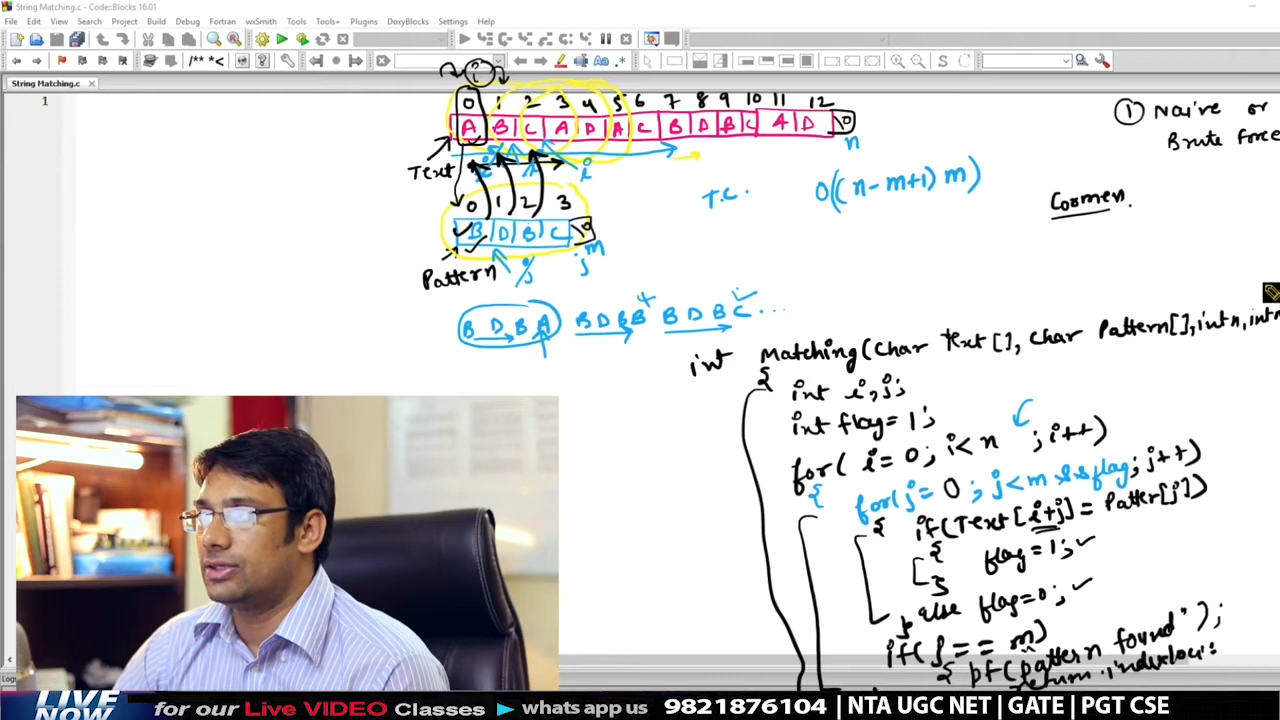 String Matching.c - Code::Blocks 16.01
File Edit View Search Project Build Debug Fortran wxSmith Tools Tools+ Plugins DoxyBlocks Settings Help
String Matching.c
1
0 1 2 3 4 5 6 7 8 9 10 11 12
A B C A D A C B D B C A D \0
Text
i
n
0 1 2 3
B D B C \0
Pattern
j
m
T.C. O((n-m+1) m)
① Naive or
Brute Force
Cormen.
B D B A B D B B B D B C ...
int Matching(Char Text[], Char Pattern[], int n, int
{ int i,j;
int flag=1;
for( i=0; i<n ; i++)
{ for(j=0; j<m && flag; j++)
{ if(Text[i+j] = Patter[j])
{ flag=1;
}
} else flag=0;
if(j == m)
{ pf(pattern found");
return
LIVE NOW
for our Live VIDEO Classes ► whats app us 9821876104 | NTA UGC NET | GATE | PGT CSE